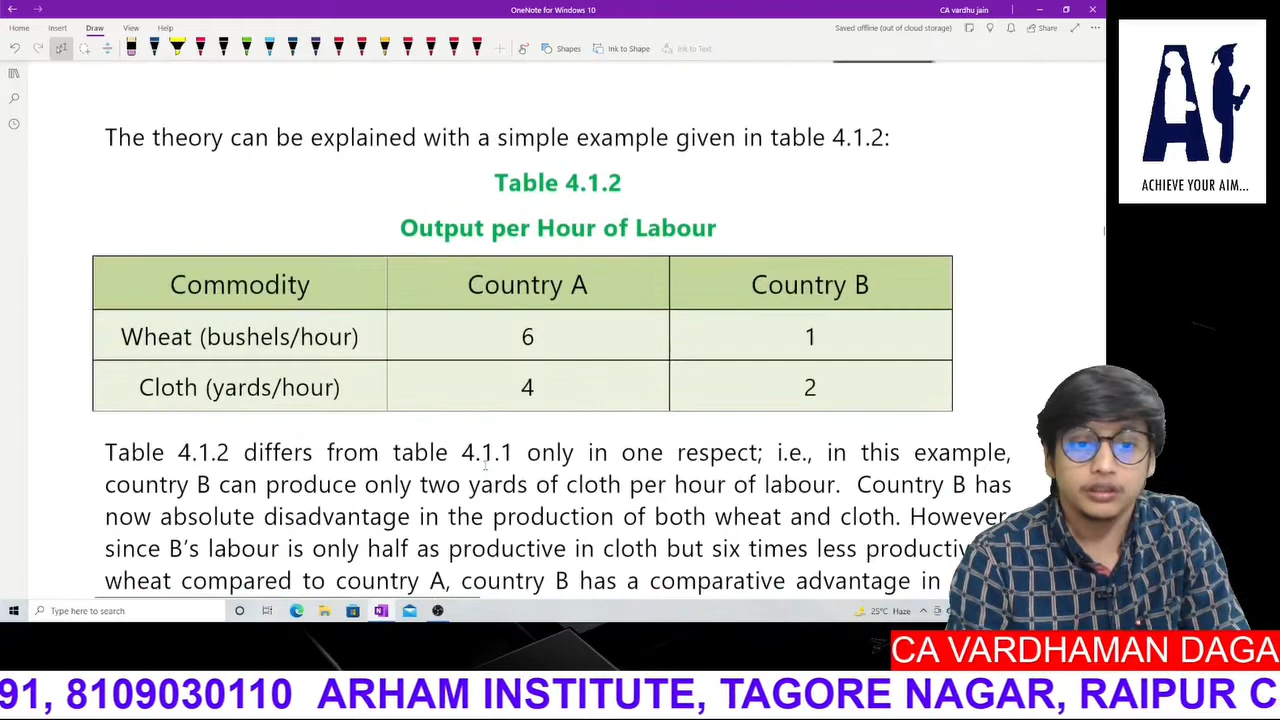 OneNote for Windows 10
CA vardhu jain
Home Insert Draw View Help
Saved offline (out of cloud storage)
Share
Shapes
Ink to Shape
Ink to Text
ACHIEVE YOUR AIM...
The theory can be explained with a simple example given in table 4.1.2:
Table 4.1.2
Output per Hour of Labour
Commodity Country A Country B
Wheat (bushels/hour) 6 1
Cloth (yards/hour) 4 2
Table 4.1.2 differs from table 4.1.1 only in one respect; i.e., in this example,
country B can produce only two yards of cloth per hour of labour. Country B has
now absolute disadvantage in the production of both wheat and cloth. However
since B's labour is only half as productive in cloth but six times less productiv
wheat compared to country A, country B has a comparative advantage in
Type here to search
25°C Haze
CA VARDHAMAN DAGA
91, 8109030110 ARHAM INSTITUTE, TAGORE NAGAR, RAIPUR C